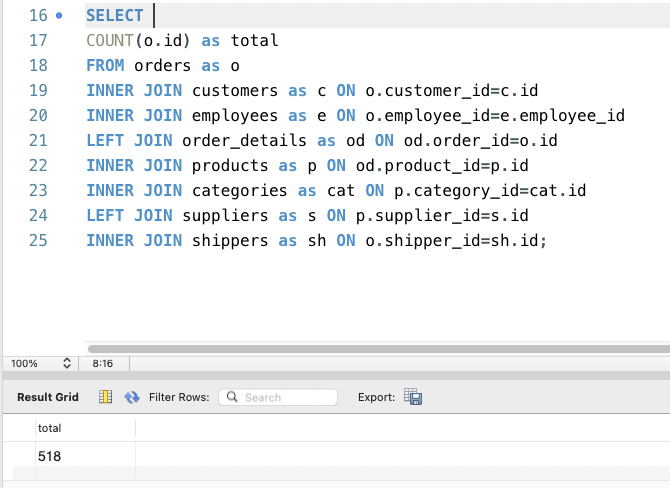 16 SELECT
17 COUNT(o.id) as total
18 FROM orders as o
19 INNER JOIN customers as c ON o.customer_id=c.id
20 INNER JOIN employees as e ON o.employee_id=e.employee_id
21 LEFT JOIN order_details as od ON od.order_id=o.id
22 INNER JOIN products as p ON od.product_id=p.id
23 INNER JOIN categories as cat ON p.category_id=cat.id
24 LEFT JOIN suppliers as s ON p.supplier_id=s.id
25 INNER JOIN shippers as sh ON o.shipper_id=sh.id;
100% 8:16
Result Grid Filter Rows: Search Export:
total
518